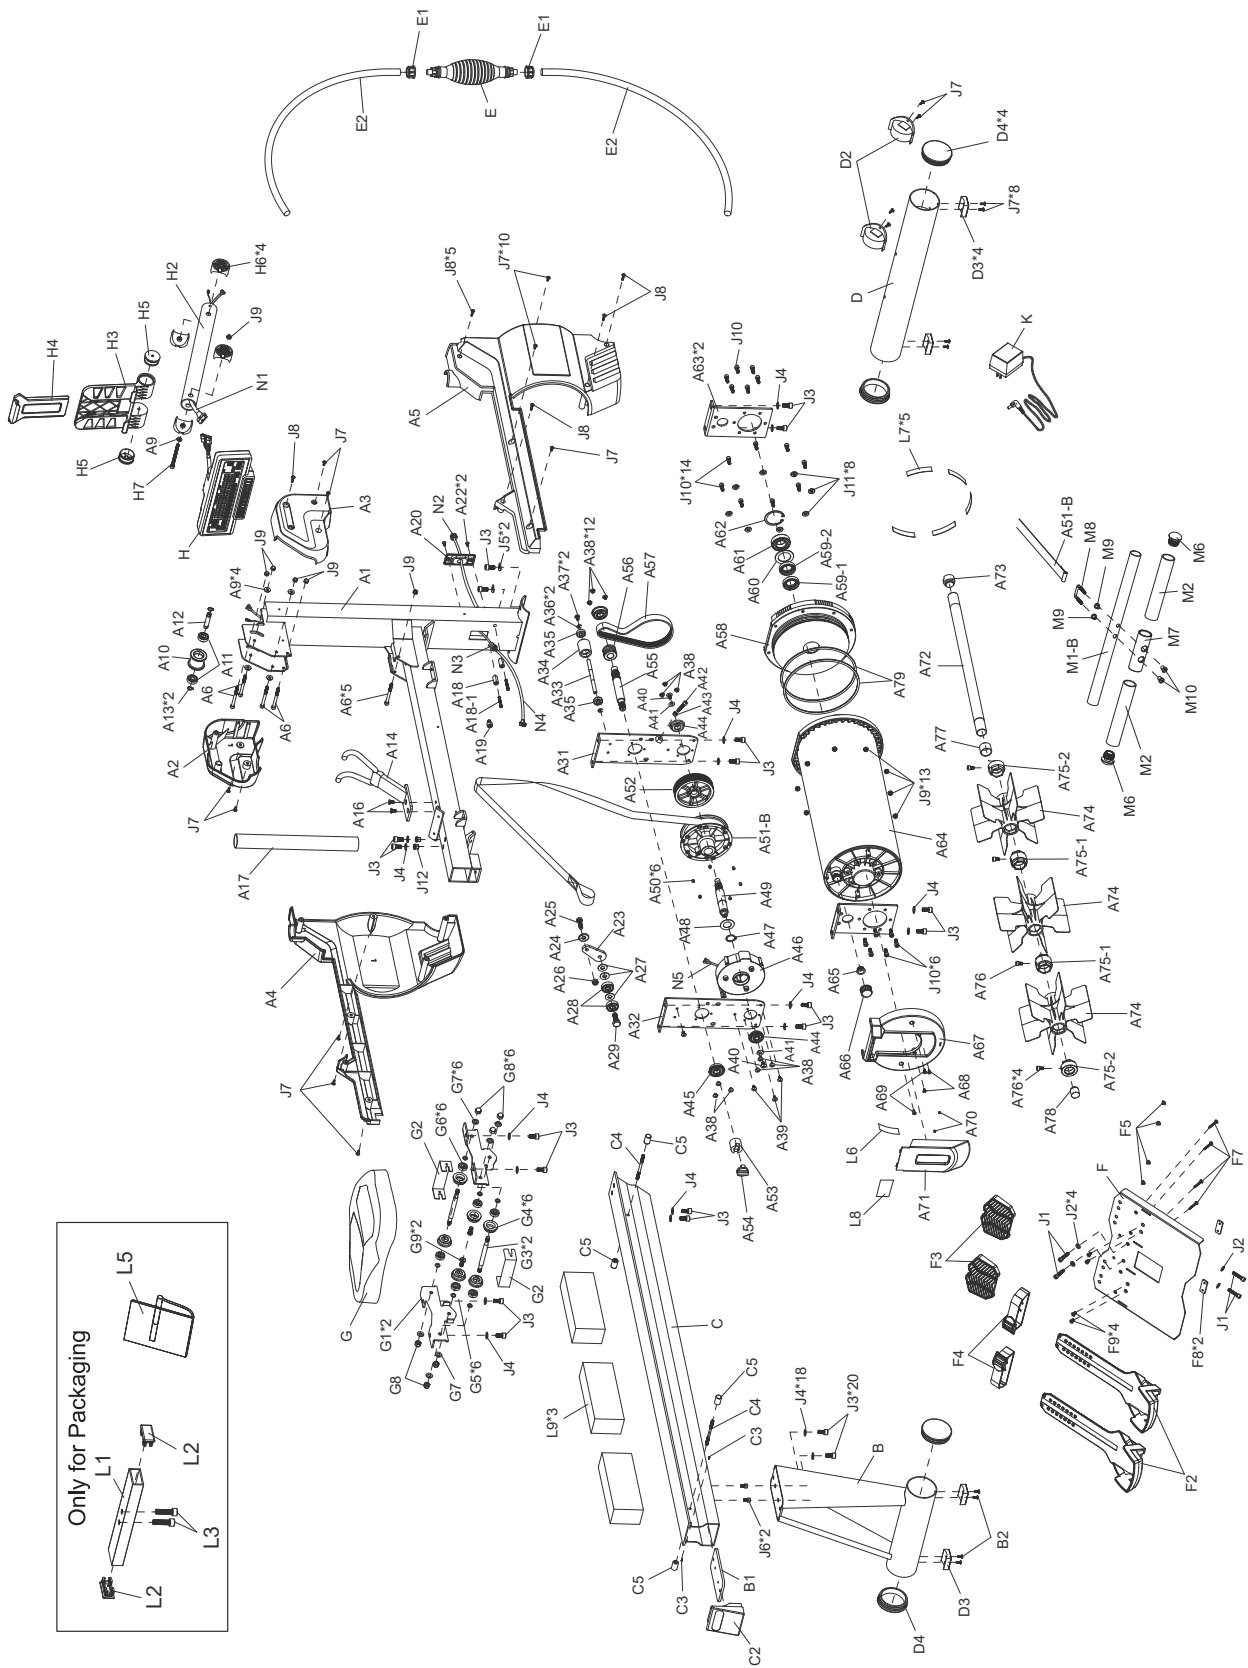 Only for Packaging
L5
L1
L2
L2
L3
E1
E1
E2
E
E2
H4
H3
H5
H2
H6*4
H5
J9
N1
A9
H7
H
J8
J7
A3
J9
A9*4
J9
A1
A12
A10
A11
A13*2
A6
A6
A2
J7
A6*5
A14
A16
A17
J3
J4
J12
J9
A20
N2
A22*2
J3
J5*2
N3
A18
A18-1
A19
N4
J8*5
J7*10
J8
A5
J8
J7
A4
J7
A38*12
A37*2
A36*2
A35
A34
A33
A35
A56
A57
A55
A38
A42
A40
A41
A43
A44
J4
J3
A31
A52
A51-B
A50*6
A49
A48
A47
A46
N5
J4
J3
A25
A24
A23
A26
A27
A28
A29
A32
A44
A41
A40
A38
A39
A45
A38
A53
A54
A63*2
J10
J4
J3
J10*14
J11*8
A62
A61
A60
A59-2
A59-1
A58
A79
J9*13
A64
J4
J3
J10*6
A65
A66
A67
A68
A69
A70
A71
L6
L8
L7*5
D2
J7
D4*4
D
D3*4
J7*8
K
A51-B
M8
M9
M9
M6
M2
M7
M1-B
M10
M2
M6
A73
A72
A77
A75-2
A74
A75-1
A74
A76
A75-1
A74
A76*4
A75-2
A78
G
G8*6
G7*6
G6*6
G2
J4
J3
G9*2
G4*6
G3*2
G2
G1*2
J3
J4
G8
G7
G5*6
C4
C5
C5
J4
J3
C
L9*3
C5
C4
C3
J4*18
J3*20
B
J6*2
C5
C3
B1
C2
B2
D3
D4
F5
F
F7
J2*4
J1
J2
J1
F8*2
F9*4
F3
F4
F2